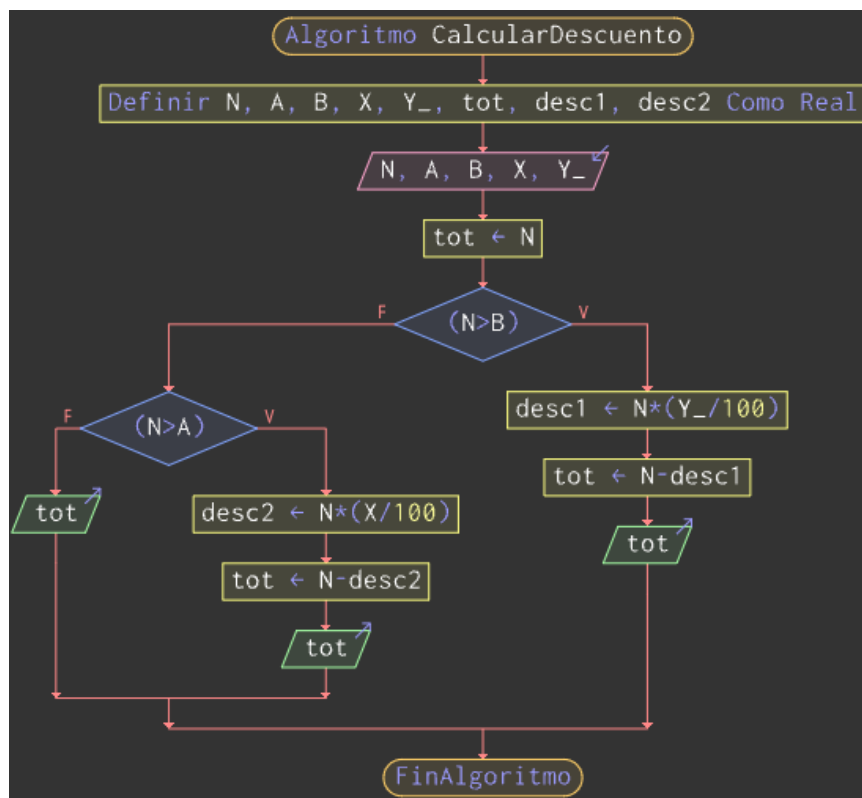 Algoritmo CalcularDescuento
Definir N, A, B, X, Y_, tot, desc1, desc2 Como Real
N, A, B, X, Y_
tot ← N
F
(N>B)
V
F
(N>A)
V
desc1 ← N*(Y_/100)
tot ← N-desc1
tot
desc2 ← N*(X/100)
tot
tot ← N-desc2
tot
FinAlgoritmo